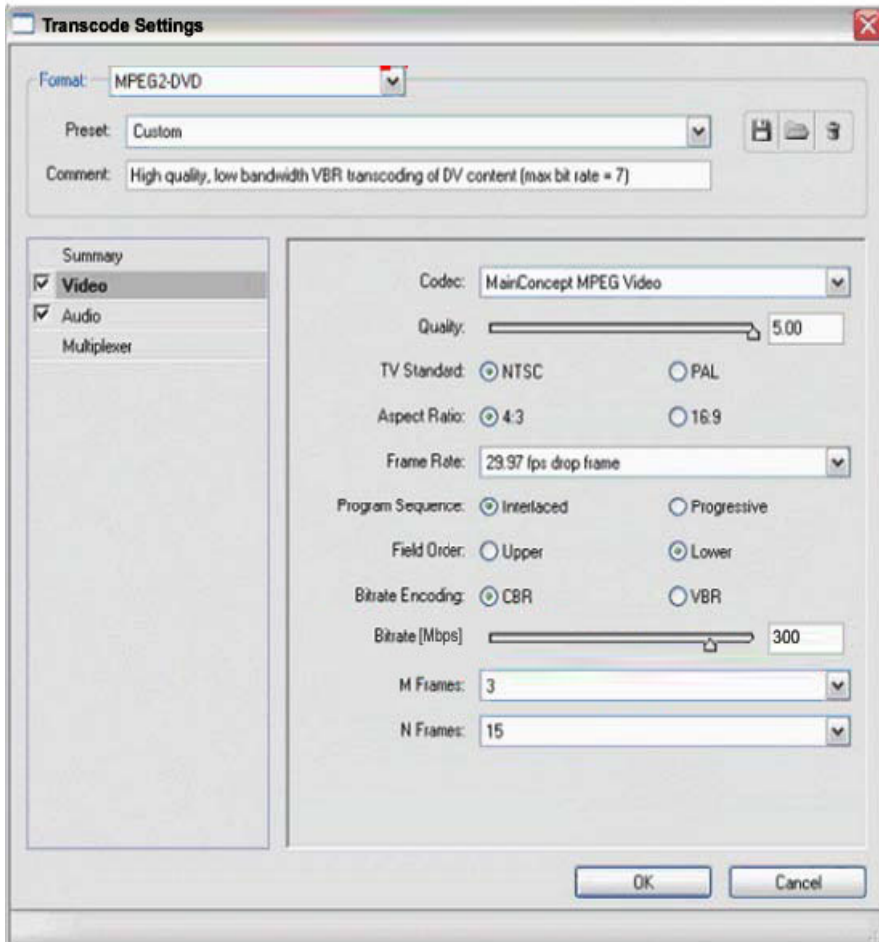 Transcode Settings
Format: MPEG2-DVD
Preset: Custom
Comment: High quality, low bandwidth VBR transcoding of DV content (max bit rate = 7)
Summary
Video
Audio
Multiplexer
Codec: MainConcept MPEG Video
Quality: 5.00
TV Standard: NTSC PAL
Aspect Ratio: 4:3 16:9
Frame Rate: 29.97 fps drop frame
Program Sequence: Interlaced Progressive
Field Order: Upper Lower
Bitrate Encoding: CBR VBR
Bitrate [Mbps] 300
M Frames: 3
N Frames: 15
OK Cancel